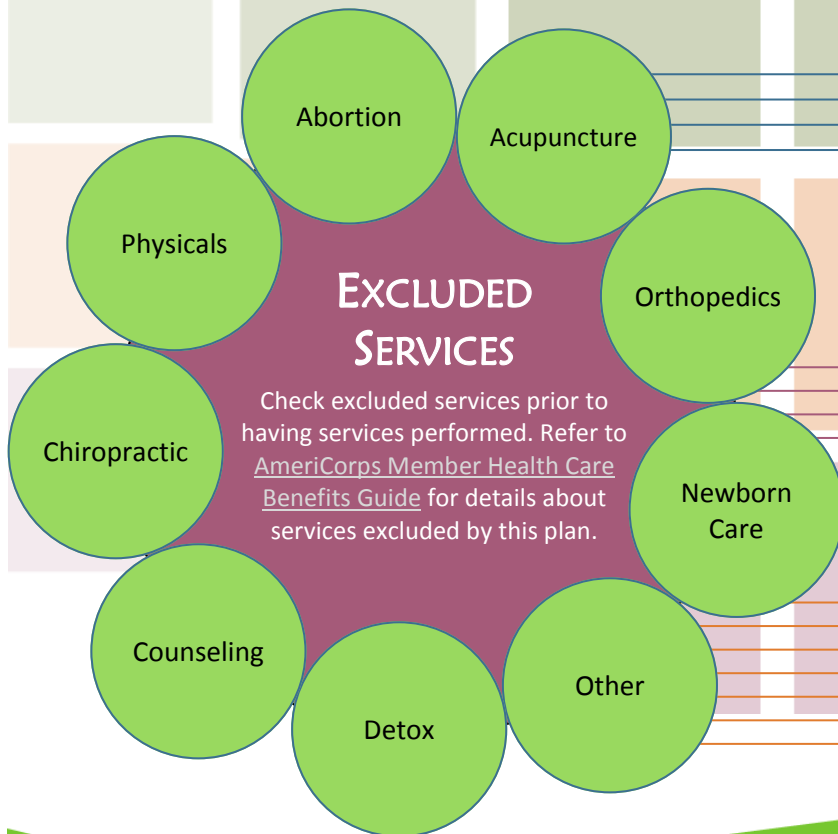 Abortion
Acupuncture
Physicals
Orthopedics
EXCLUDED
SERVICES
Check excluded services prior to
having services performed. Refer to
AmeriCorps Member Health Care
Benefits Guide for details about
services excluded by this plan.
Chiropractic
Newborn
Care
Counseling
Other
Detox